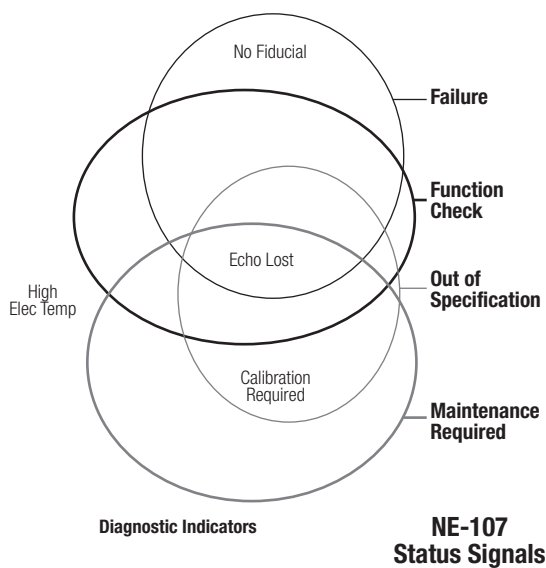 No Fiducial
Failure
Function
Check
Echo Lost
Out of
Specification
High
Elec Temp
Calibration
Required
Maintenance
Required
Diagnostic Indicators
NE-107
Status Signals